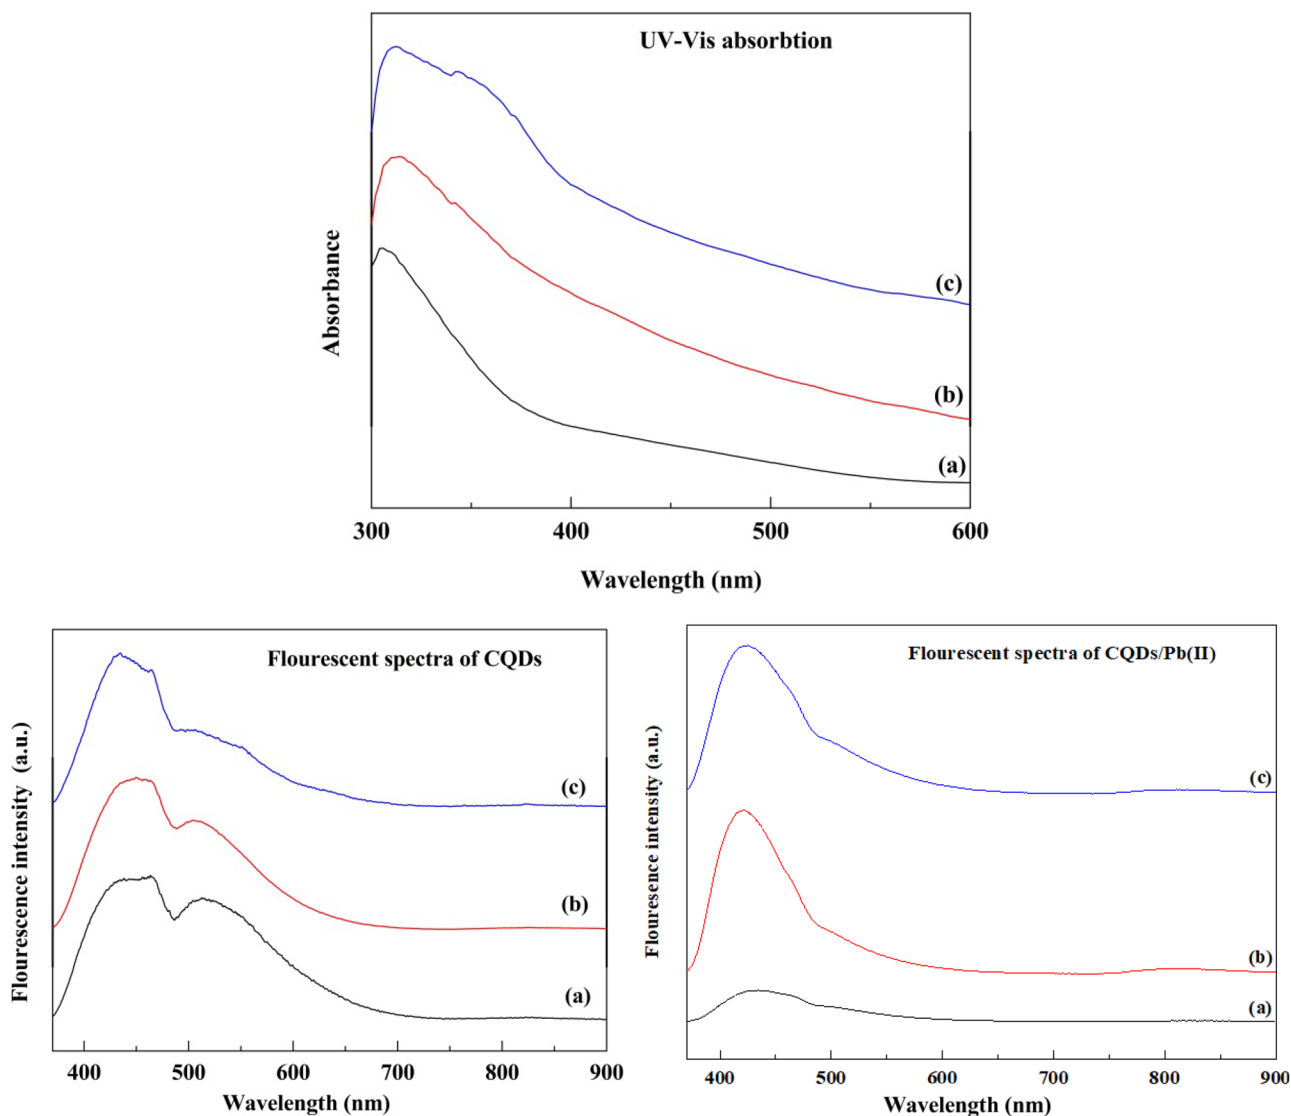 UV-Vis absorbtion
Absorbance
(c)
(b)
(a)
300 400 500 600
Wavelength (nm)
Flourescent spectra of CQDs
Flourescence intensity (a.u.)
(c)
(b)
(a)
400 500 600 700 800 900
Wavelength (nm)
Flourescent spectra of CQDs/Pb(II)
Flouresence intensity (a.u.)
(c)
(b)
(a)
400 500 600 700 800 900
Wavelength (nm)